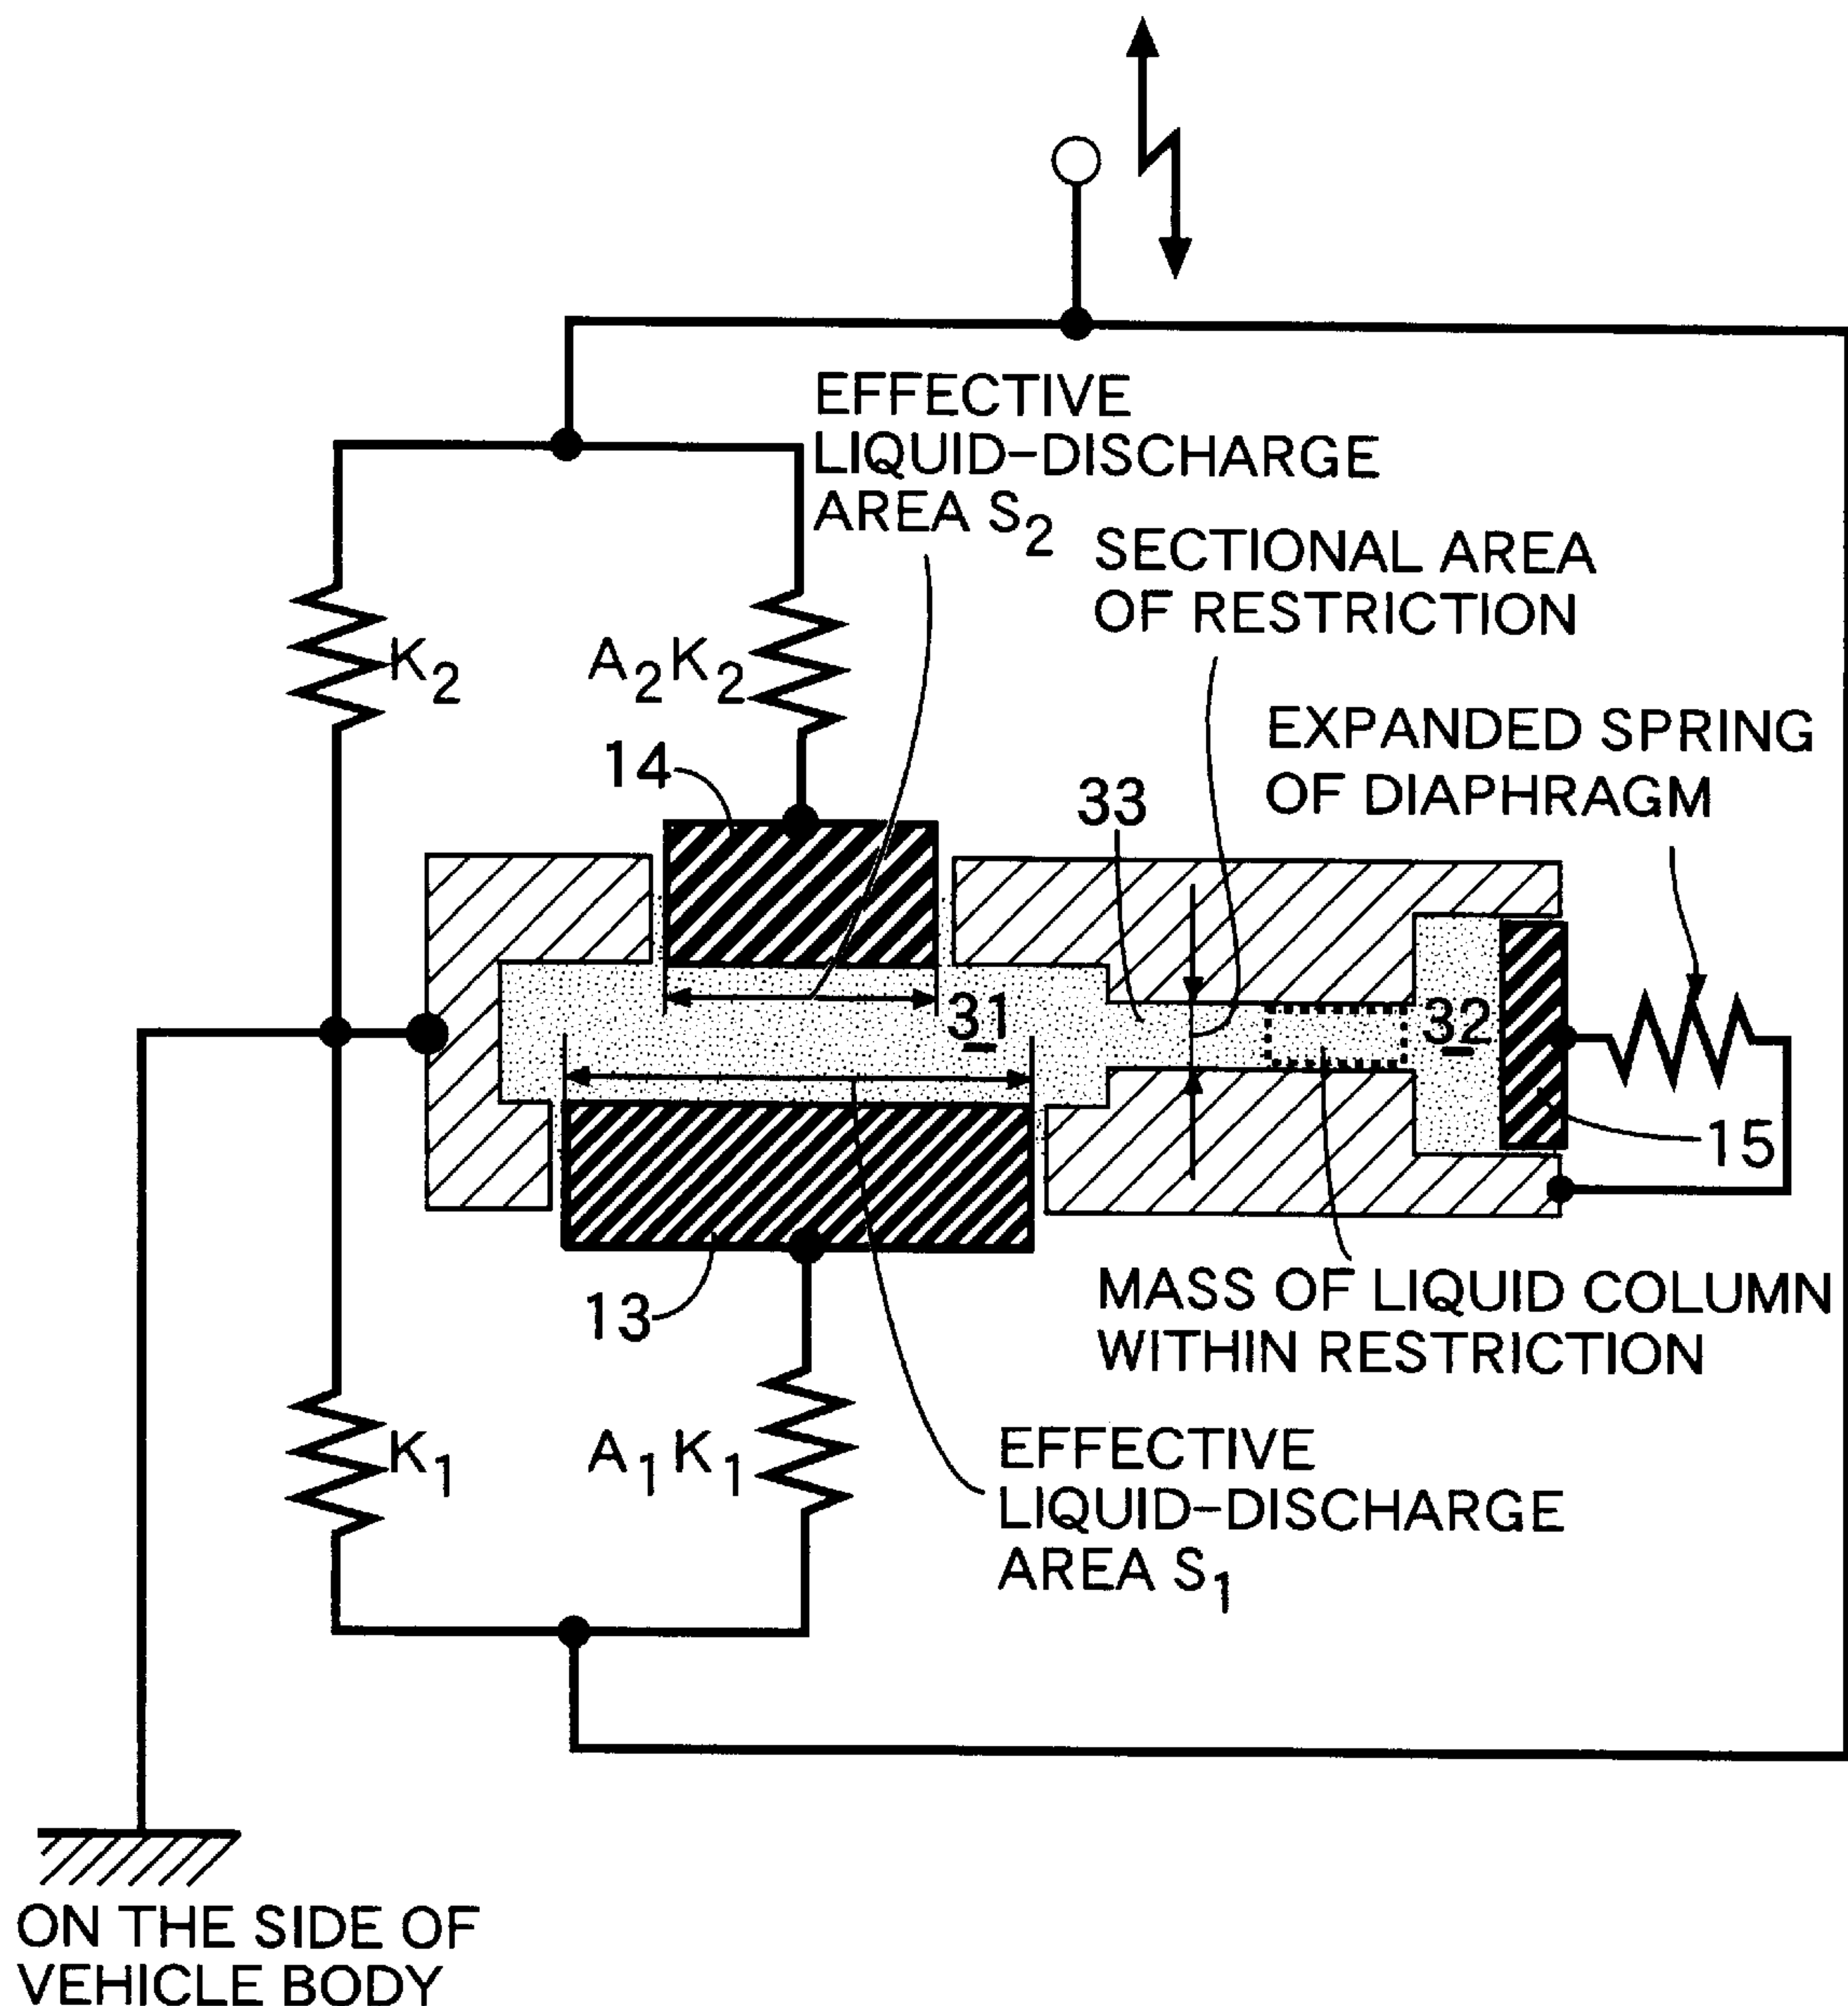 EFFECTIVE
LIQUID-DISCHARGE
AREA S2
SECTIONAL AREA
OF RESTRICTION
K2
A2K2
EXPANDED SPRING
OF DIAPHRAGM
14
33
31
32
15
13
MASS OF LIQUID COLUMN
WITHIN RESTRICTION
K1
A1K1
EFFECTIVE
LIQUID-DISCHARGE
AREA S1
ON THE SIDE OF
VEHICLE BODY